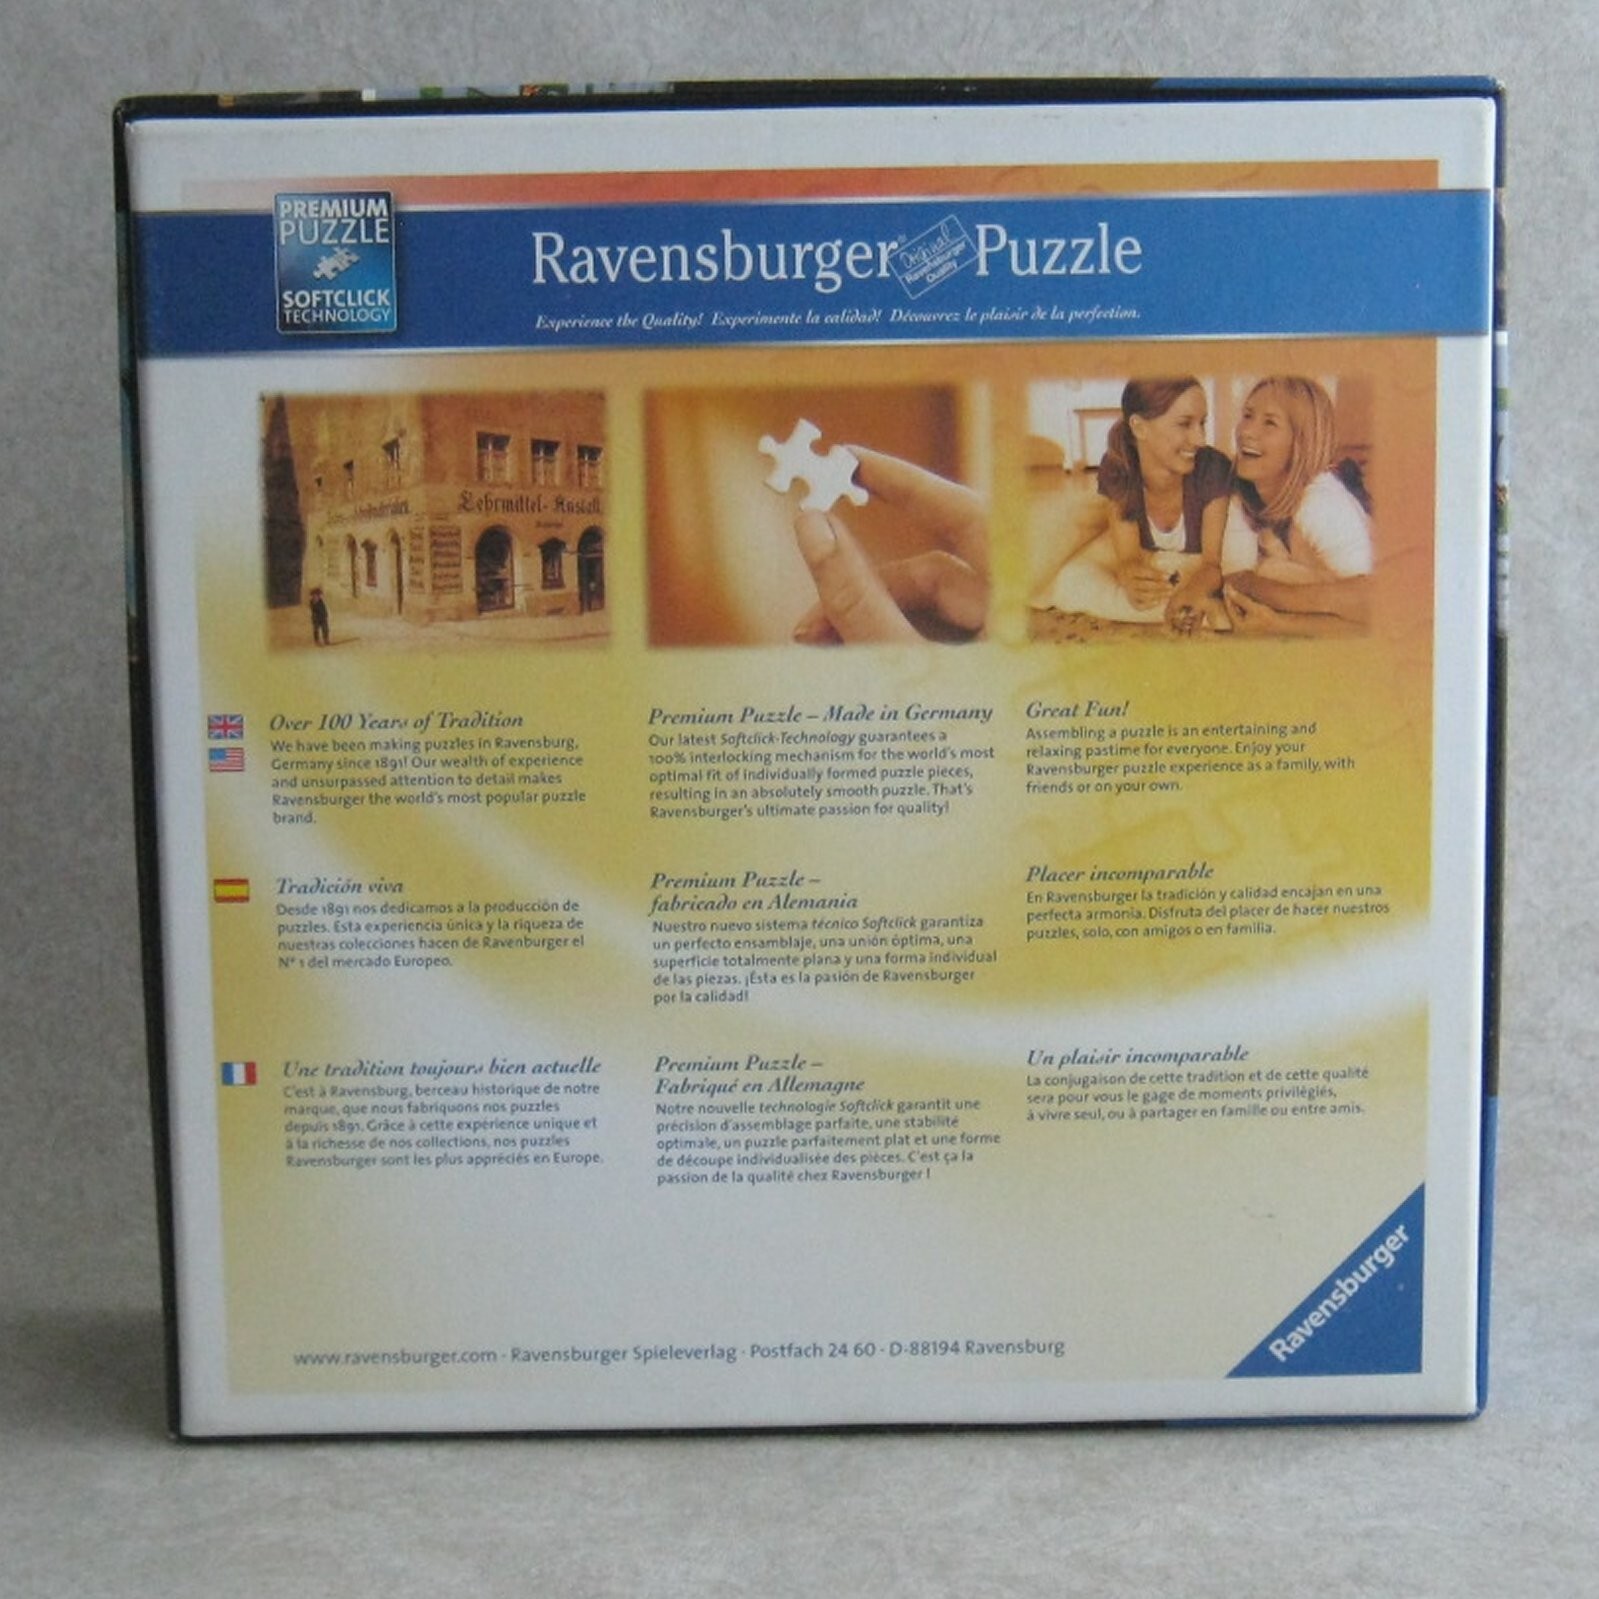 PREMIUM
PUZZLE
SOFTCLICK
TECHNOLOGY
Ravensburger Puzzle
Original
Ravensburger
Quality
Experience the Quality! Experimente la calidad! Découvrez le plaisir de la perfection.
Lehrmittel-Anstalt
Over 100 Years of Tradition
We have been making puzzles in Ravensburg,
Germany since 1891! Our wealth of experience
and unsurpassed attention to detail makes
Ravensburger the world's most popular puzzle
brand.
Premium Puzzle – Made in Germany
Our latest Softclick-Technology guarantees a
100% interlocking mechanism for the world's most
optimal fit of individually formed puzzle pieces,
resulting in an absolutely smooth puzzle. That's
Ravensburger's ultimate passion for quality!
Great Fun!
Assembling a puzzle is an entertaining and
relaxing pastime for everyone. Enjoy your
Ravensburger puzzle experience as a family, with
friends or on your own.
Tradición viva
Desde 1891 nos dedicamos a la producción de
puzzles. Esta experiencia única y la riqueza de
nuestras colecciones hacen de Ravenburger el
Nº 1 del mercado Europeo.
Premium Puzzle –
fabricado en Alemania
Nuestro nuevo sistema técnico Softclick garantiza
un perfecto ensamblaje, una unión óptima, una
superficie totalmente plana y una forma individual
de las piezas. ¡Ésta es la pasión de Ravensburger
por la calidad!
Placer incomparable
En Ravensburger la tradición y calidad encajan en una
perfecta armonía. Disfruta del placer de hacer nuestros
puzzles, solo, con amigos o en familia.
Une tradition toujours bien actuelle
C'est à Ravensburg, berceau historique de notre
marque, que nous fabriquons nos puzzles
depuis 1891. Grâce à cette expérience unique et
à la richesse de nos collections, nos puzzles
Ravensburger sont les plus appréciés en Europe.
Premium Puzzle –
Fabriqué en Allemagne
Notre nouvelle technologie Softclick garantit une
précision d'assemblage parfaite, une stabilité
optimale, un puzzle parfaitement plat et une forme
de découpe individualisée des pièces. C'est ça la
passion de la qualité chez Ravensburger !
Un plaisir incomparable
La conjugaison de cette tradition et de cette qualité
sera pour vous le gage de moments privilégiés,
à vivre seul, ou à partager en famille ou entre amis.
Ravensburger
www.ravensburger.com · Ravensburger Spieleverlag · Postfach 24 60 · D-88194 Ravensburg